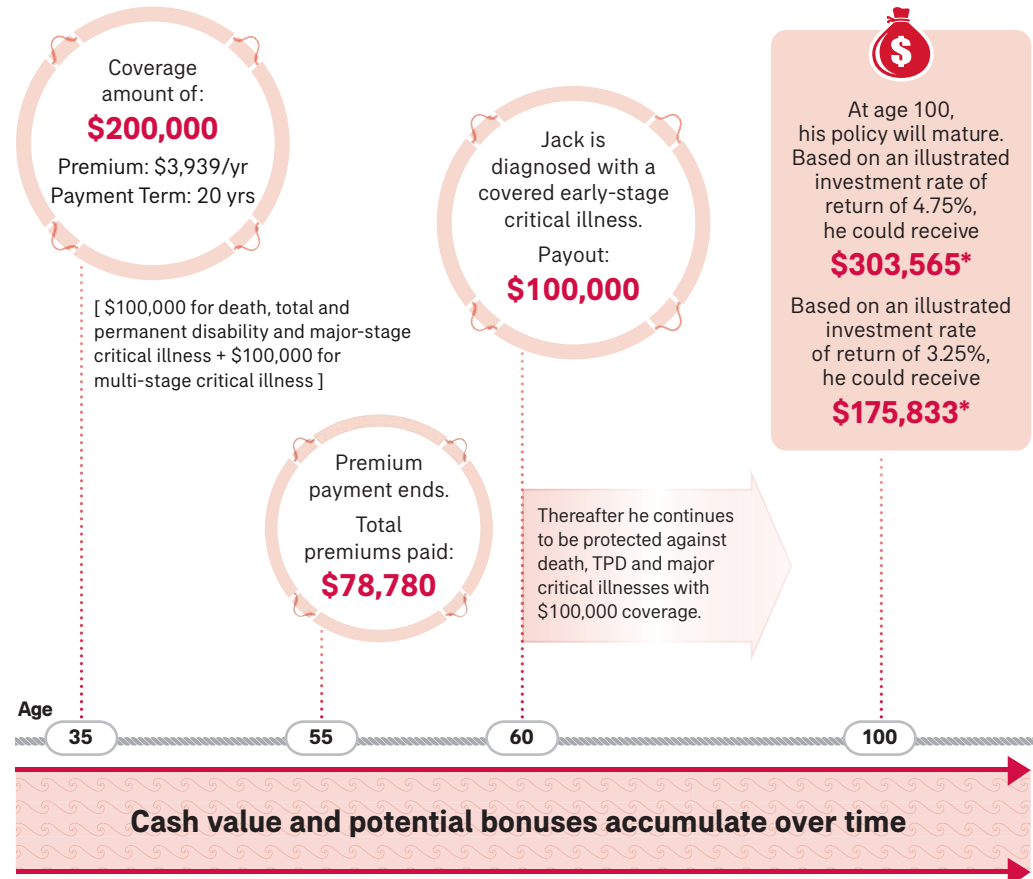 Coverage
amount of:
$200,000
Premium: $3,939/yr
Payment Term: 20 yrs
[ $100,000 for death, total and
permanent disability and major-stage
critical illness + $100,000 for
multi-stage critical illness ]
Premium
payment ends.
Total
premiums paid:
$78,780
Jack is
diagnosed with a
covered early-stage
critical illness.
Payout:
$100,000
Thereafter he continues
to be protected against
death, TPD and major
critical illnesses with
$100,000 coverage.
$
At age 100,
his policy will mature.
Based on an illustrated
investment rate of
return of 4.75%,
he could receive
$303,565*
Based on an illustrated
investment rate
of return of 3.25%,
he could receive
$175,833*
Age
35
55
60
100
Cash value and potential bonuses accumulate over time